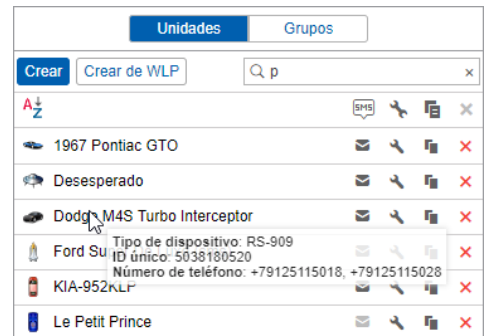 Unidades Grupos
Crear Crear de WLP p ×
AZ SMS
1967 Pontiac GTO
Desesperado
Dodge M4S Turbo Interceptor
Ford Su
Tipo de dispositivo: RS-909
ID único: 5038180520
Número de teléfono: +79125115018, +79125115028
KIA-952KLP
Le Petit Prince